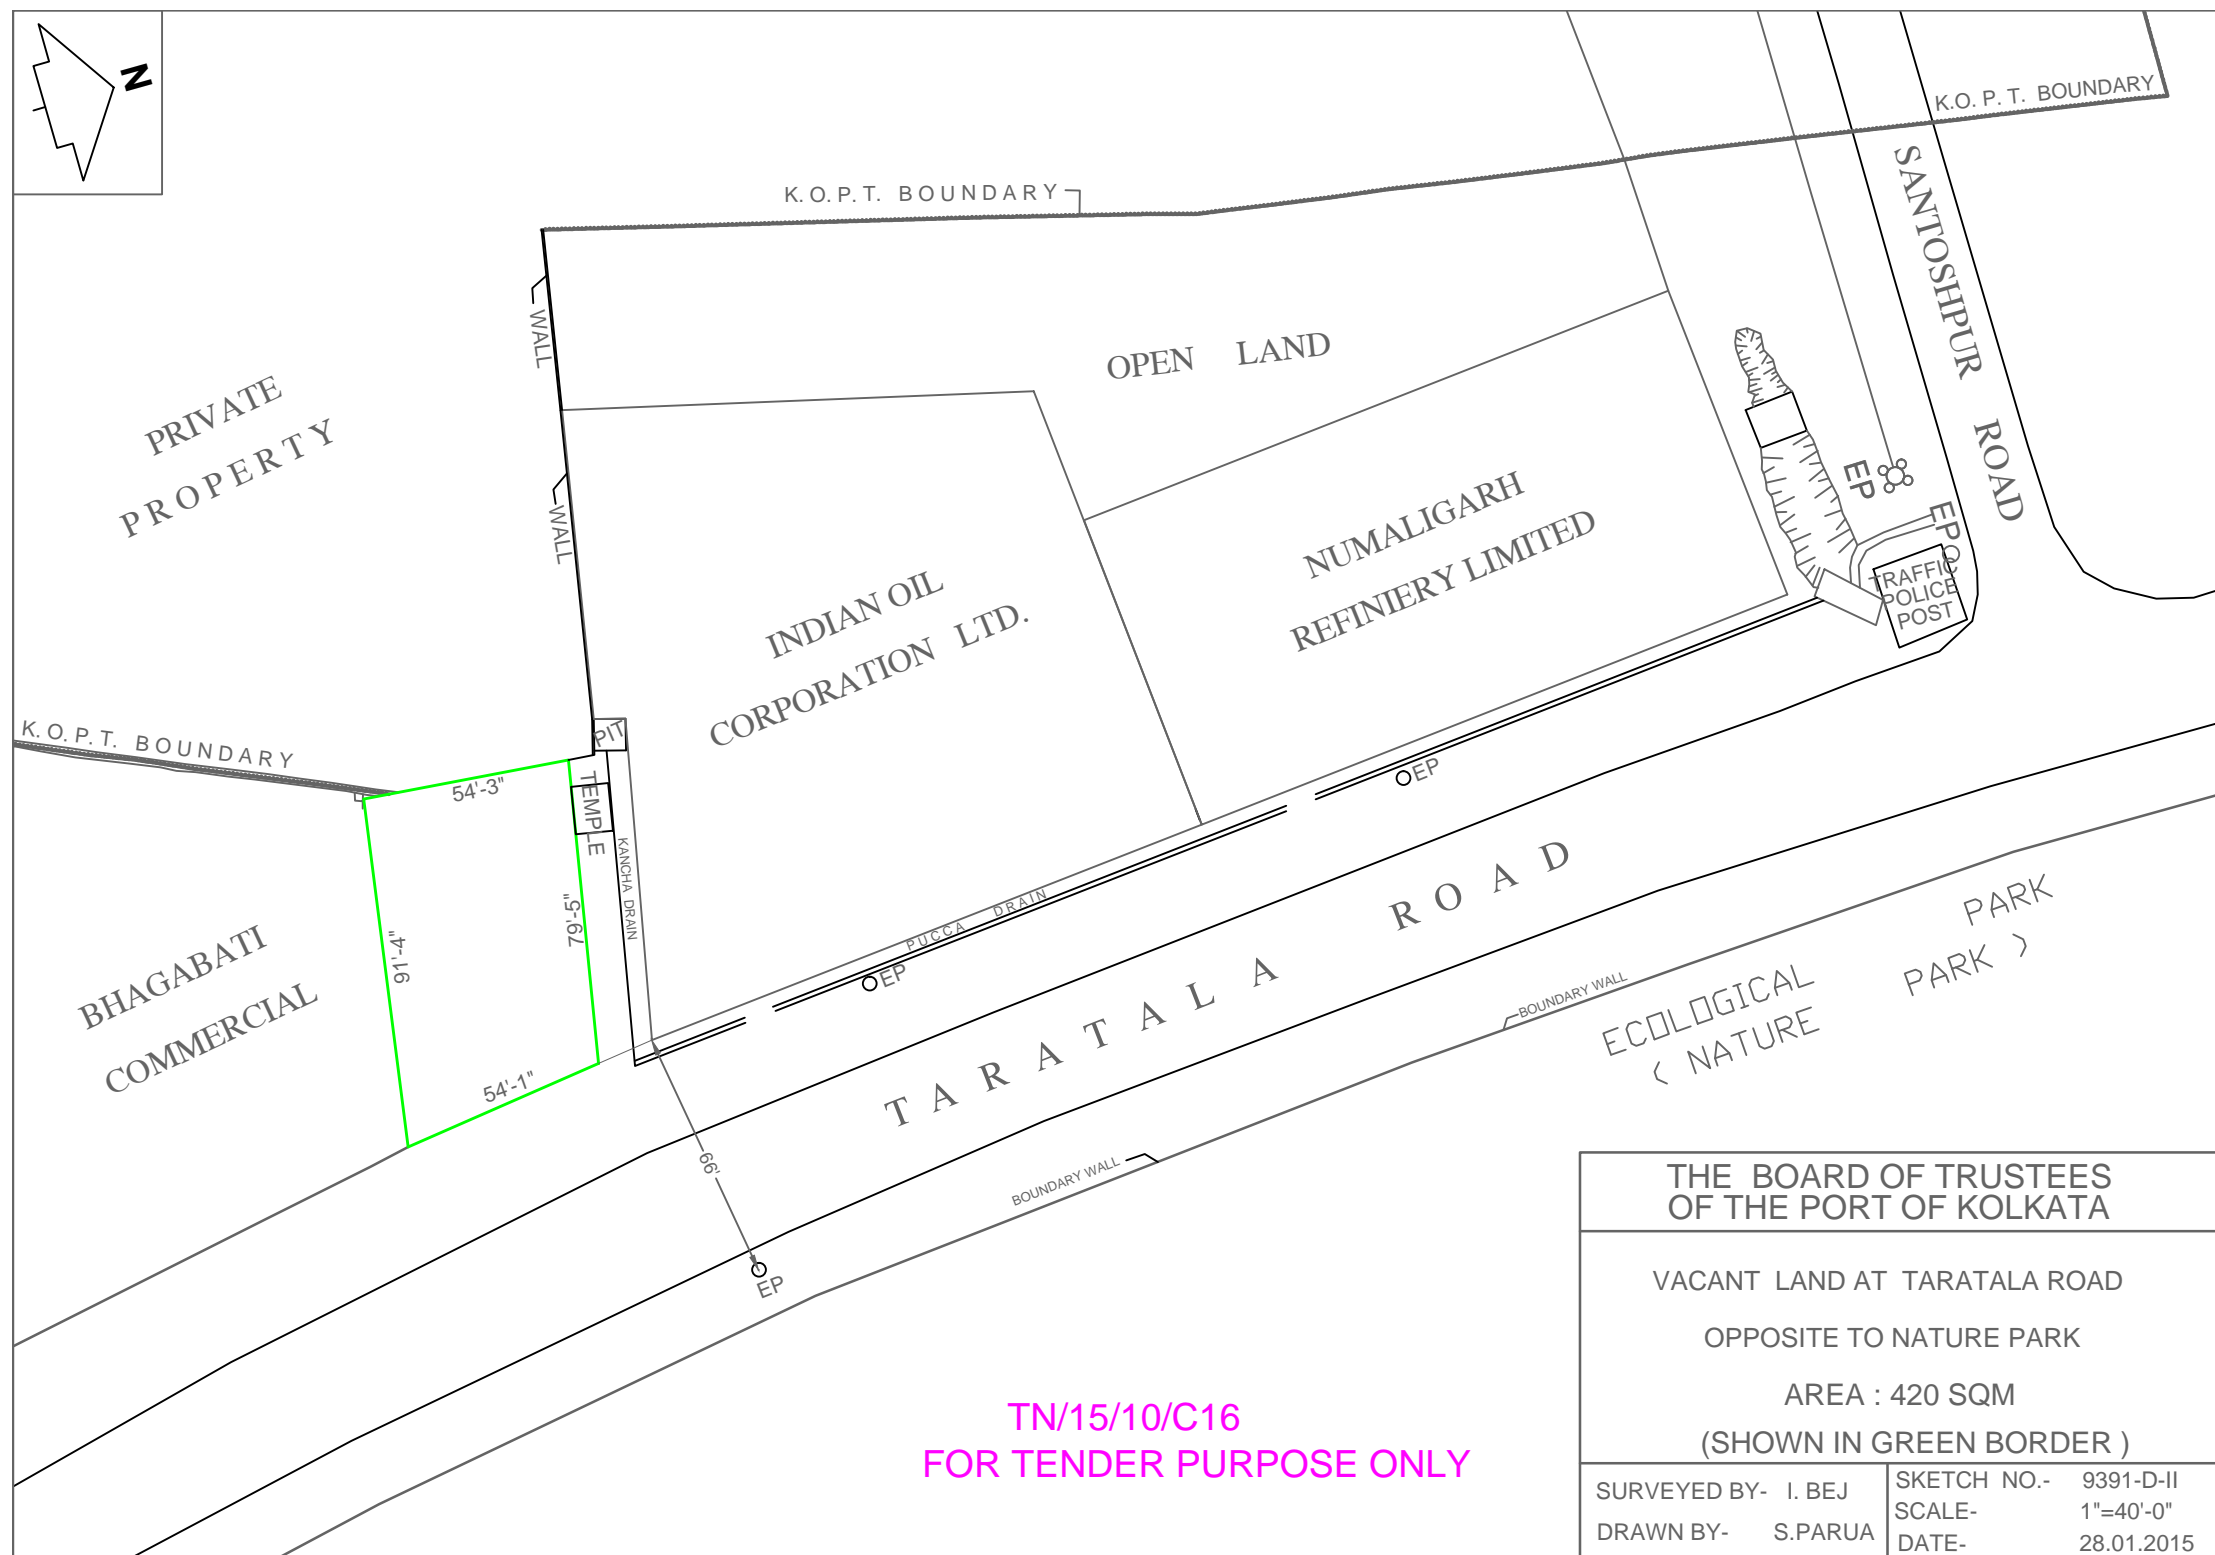 N
K.O.P.T. BOUNDARY
K.O.P.T. BOUNDARY
SANTOSHPUR ROAD
WALL
OPEN LAND
PRIVATE
PROPERTY
WALL
EP
EP
TRAFFIC
POLICE
POST
NUMALIGARH
REFINIERY LIMITED
INDIAN OIL
CORPORATION LTD.
K.O.P.T. BOUNDARY
PIT
54'-3"
TEMPLE
KANCHA DRAIN
79'-5"
91'-4"
54'-1"
BHAGABATI
COMMERCIAL
PUCCA DRAIN
EP
EP
TARATALA ROAD
BOUNDARY WALL
ECOLOGICAL PARK
< NATURE PARK >
66'
BOUNDARY WALL
EP
TN/15/10/C16
FOR TENDER PURPOSE ONLY
THE BOARD OF TRUSTEES
OF THE PORT OF KOLKATA
VACANT LAND AT TARATALA ROAD
OPPOSITE TO NATURE PARK
AREA : 420 SQM
(SHOWN IN GREEN BORDER )
SURVEYED BY- I. BEJ
DRAWN BY- S.PARUA
SKETCH NO.- 9391-D-II
SCALE- 1"=40'-0"
DATE- 28.01.2015